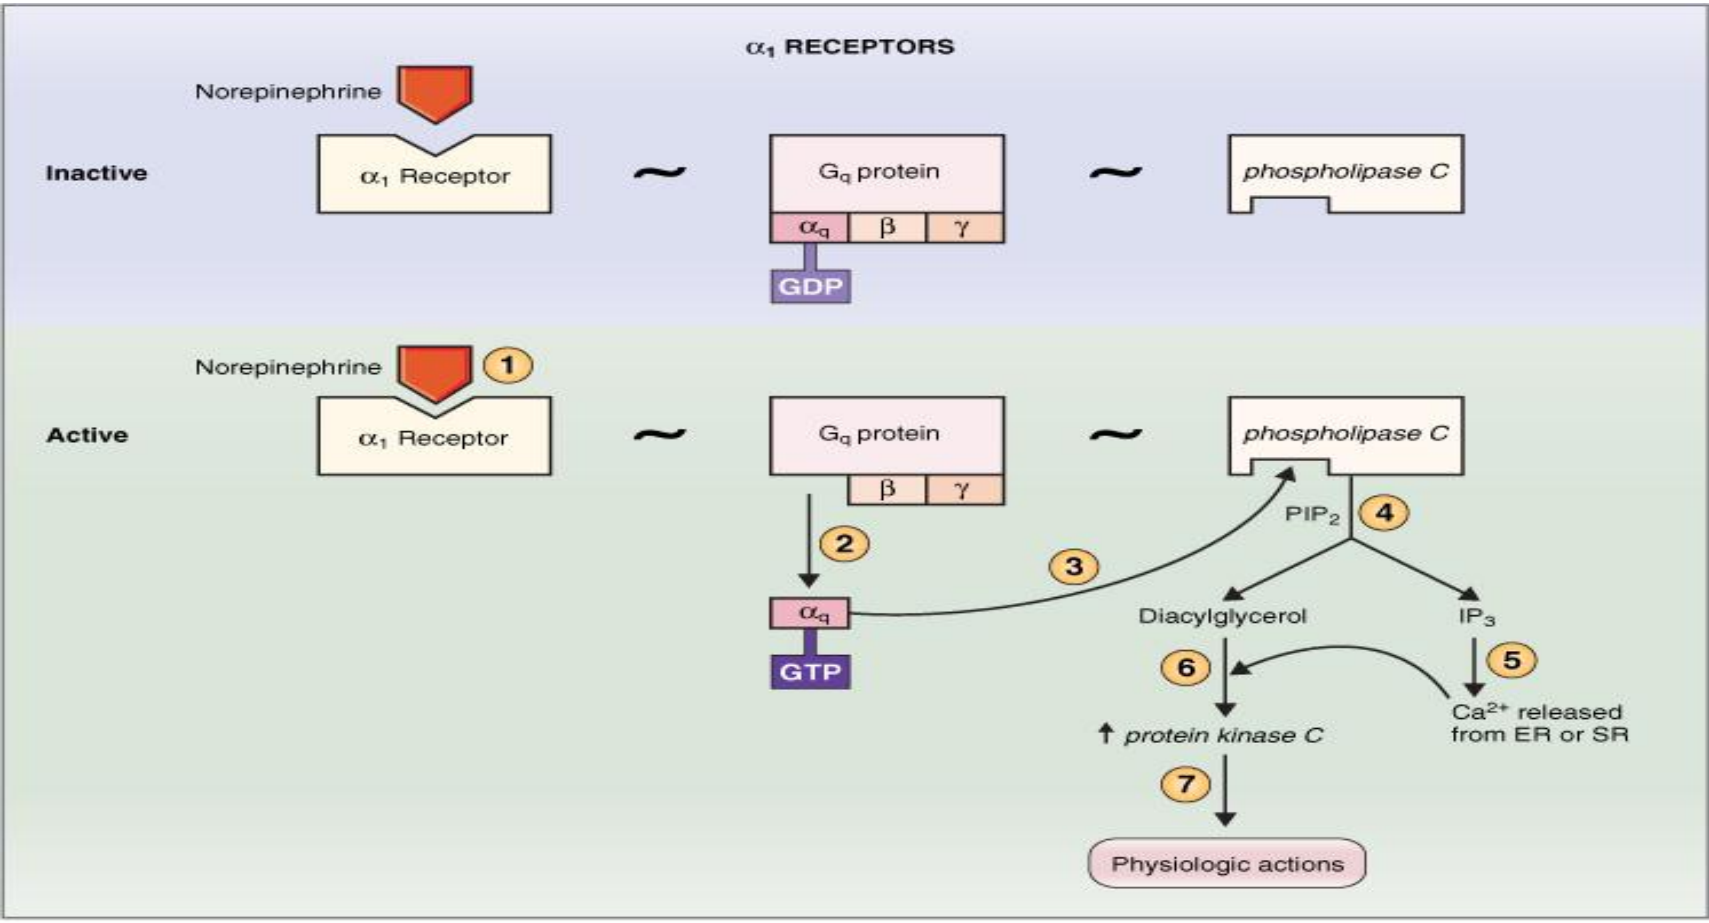 α₁ RECEPTORS
Norepinephrine
Inactive
α₁ Receptor
~
Gq protein
~
phospholipase C
αq
β
γ
GDP
Norepinephrine
1
Active
α₁ Receptor
~
Gq protein
~
phospholipase C
β
γ
PIP₂
4
2
3
αq
Diacylglycerol
IP₃
GTP
6
5
Ca²⁺ released
from ER or SR
↑ protein kinase C
7
Physiologic actions